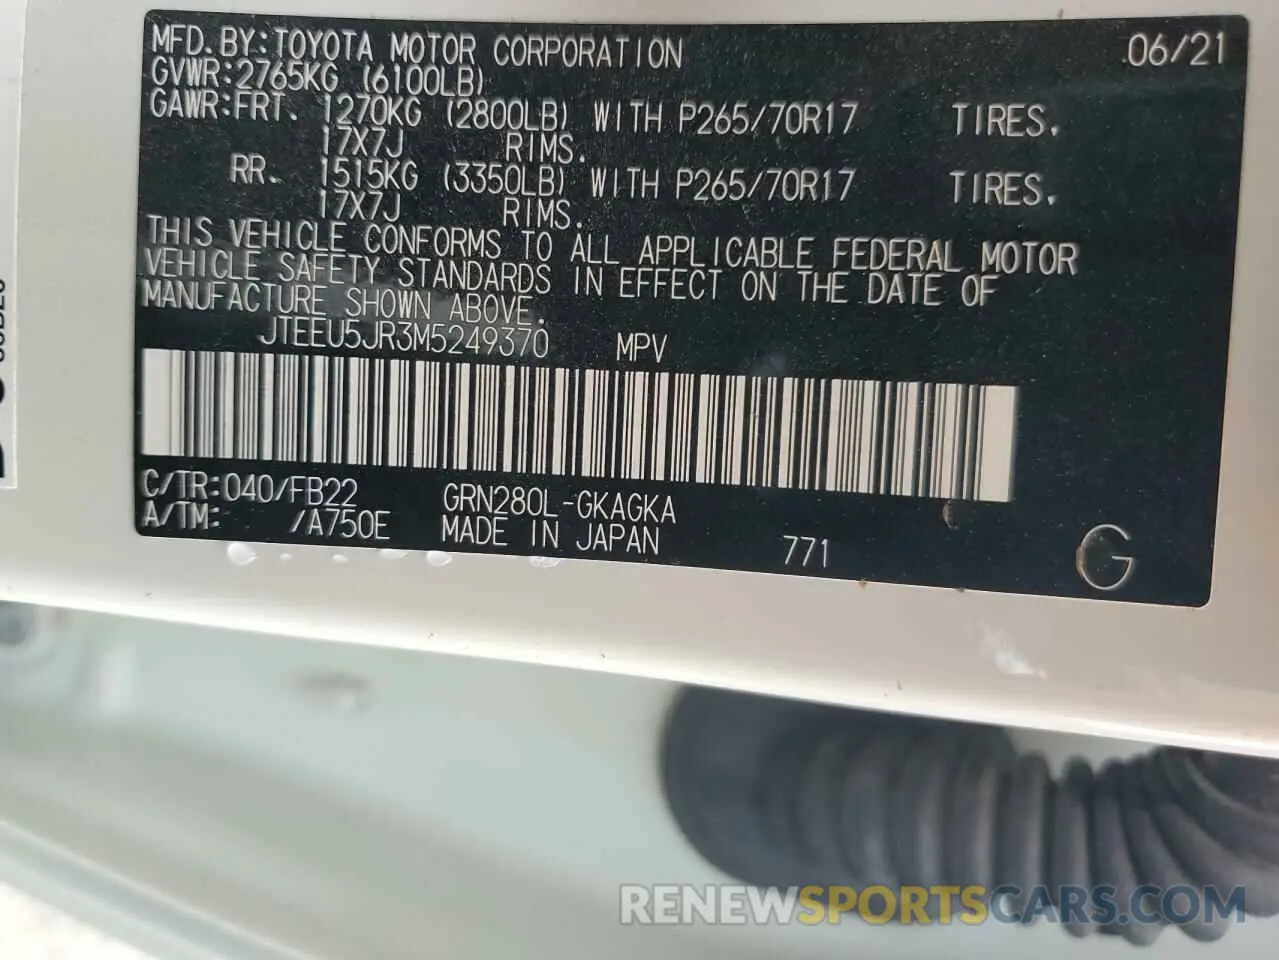 MFD. BY: TOYOTA MOTOR CORPORATION 06/21
GVWR: 2765KG (6100LB)
GAWR: FRT. 1270KG (2800LB) WITH P265/70R17 TIRES.
17X7J RIMS.
RR. 1515KG (3350LB) WITH P265/70R17 TIRES.
17X7J RIMS.
THIS VEHICLE CONFORMS TO ALL APPLICABLE FEDERAL MOTOR
VEHICLE SAFETY STANDARDS IN EFFECT ON THE DATE OF
MANUFACTURE SHOWN ABOVE.
JTEEU5JR3M5249370 MPV
C/TR: 040/FB22 GRN280L-GKAGKA
A/TM: /A750E MADE IN JAPAN 771 G
RENEWSPORTSCARS.COM